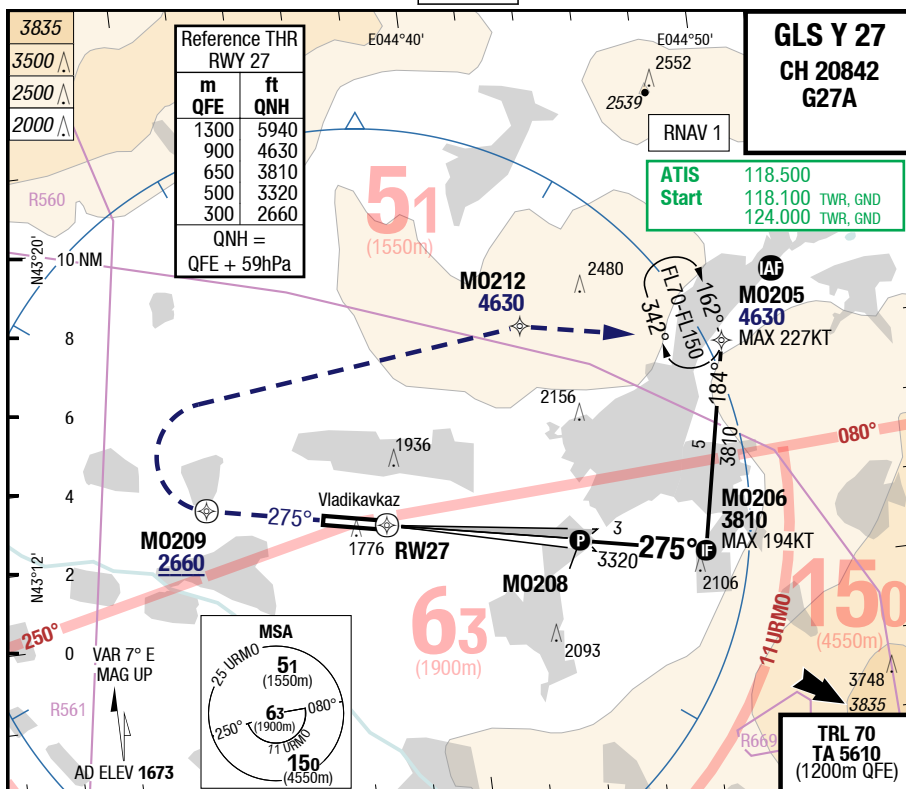 3835
3500
2500
2000
Reference THR
RWY 27
m ft
QFE QNH
1300 5940
900 4630
650 3810
500 3320
300 2660
QNH =
QFE + 59hPa
E044°40'
E044°50'
2552
2539
RNAV 1
GLS Y 27
CH 20842
G27A
ATIS 118.500
Start 118.100 TWR, GND
124.000 TWR, GND
R560
51
(1550m)
N43°20'
10 NM
8
6
4
2
0
N43°12'
MO212
4630
2480
FL70-FL150
162°
342°
IAF
MO205
4630
MAX 227KT
184°
5
3810
2156
1936
080°
Vladikavkaz
275°
MO209
2660
1776
RW27
P
3
3320
275°
IF
MO206
3810
MAX 194KT
MO208
2106
2093
63
(1900m)
150
(4550m)
11 URMO
250°
VAR 7° E
MAG UP
R561
AD ELEV 1673
MSA
25 URMO
51
(1550m)
63
(1900m)
080°
250°
11 URMO
150
(4550m)
3748
3835
R669
TRL 70
TA 5610
(1200m QFE)